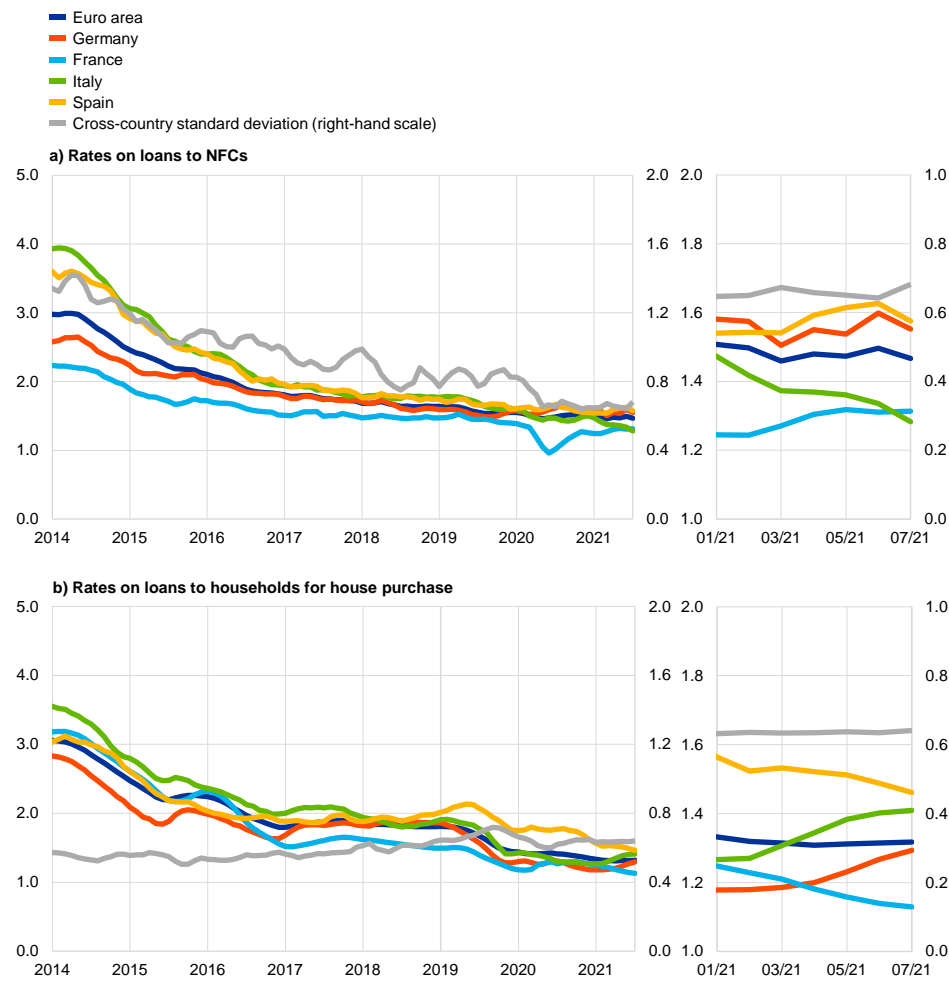 Euro area
Germany
France
Italy
Spain
Cross-country standard deviation (right-hand scale)
a) Rates on loans to NFCs
5.0 2.0 2.0 1.0
4.0 1.6 1.8 0.8
3.0 1.2 1.6 0.6
2.0 0.8 1.4 0.4
1.0 0.4 1.2 0.2
0.0 0.0 1.0 0.0
2014 2015 2016 2017 2018 2019 2020 2021 01/21 03/21 05/21 07/21
b) Rates on loans to households for house purchase
5.0 2.0 2.0 1.0
4.0 1.6 1.8 0.8
3.0 1.2 1.6 0.6
2.0 0.8 1.4 0.4
1.0 0.4 1.2 0.2
0.0 0.0 1.0 0.0
2014 2015 2016 2017 2018 2019 2020 2021 01/21 03/21 05/21 07/21